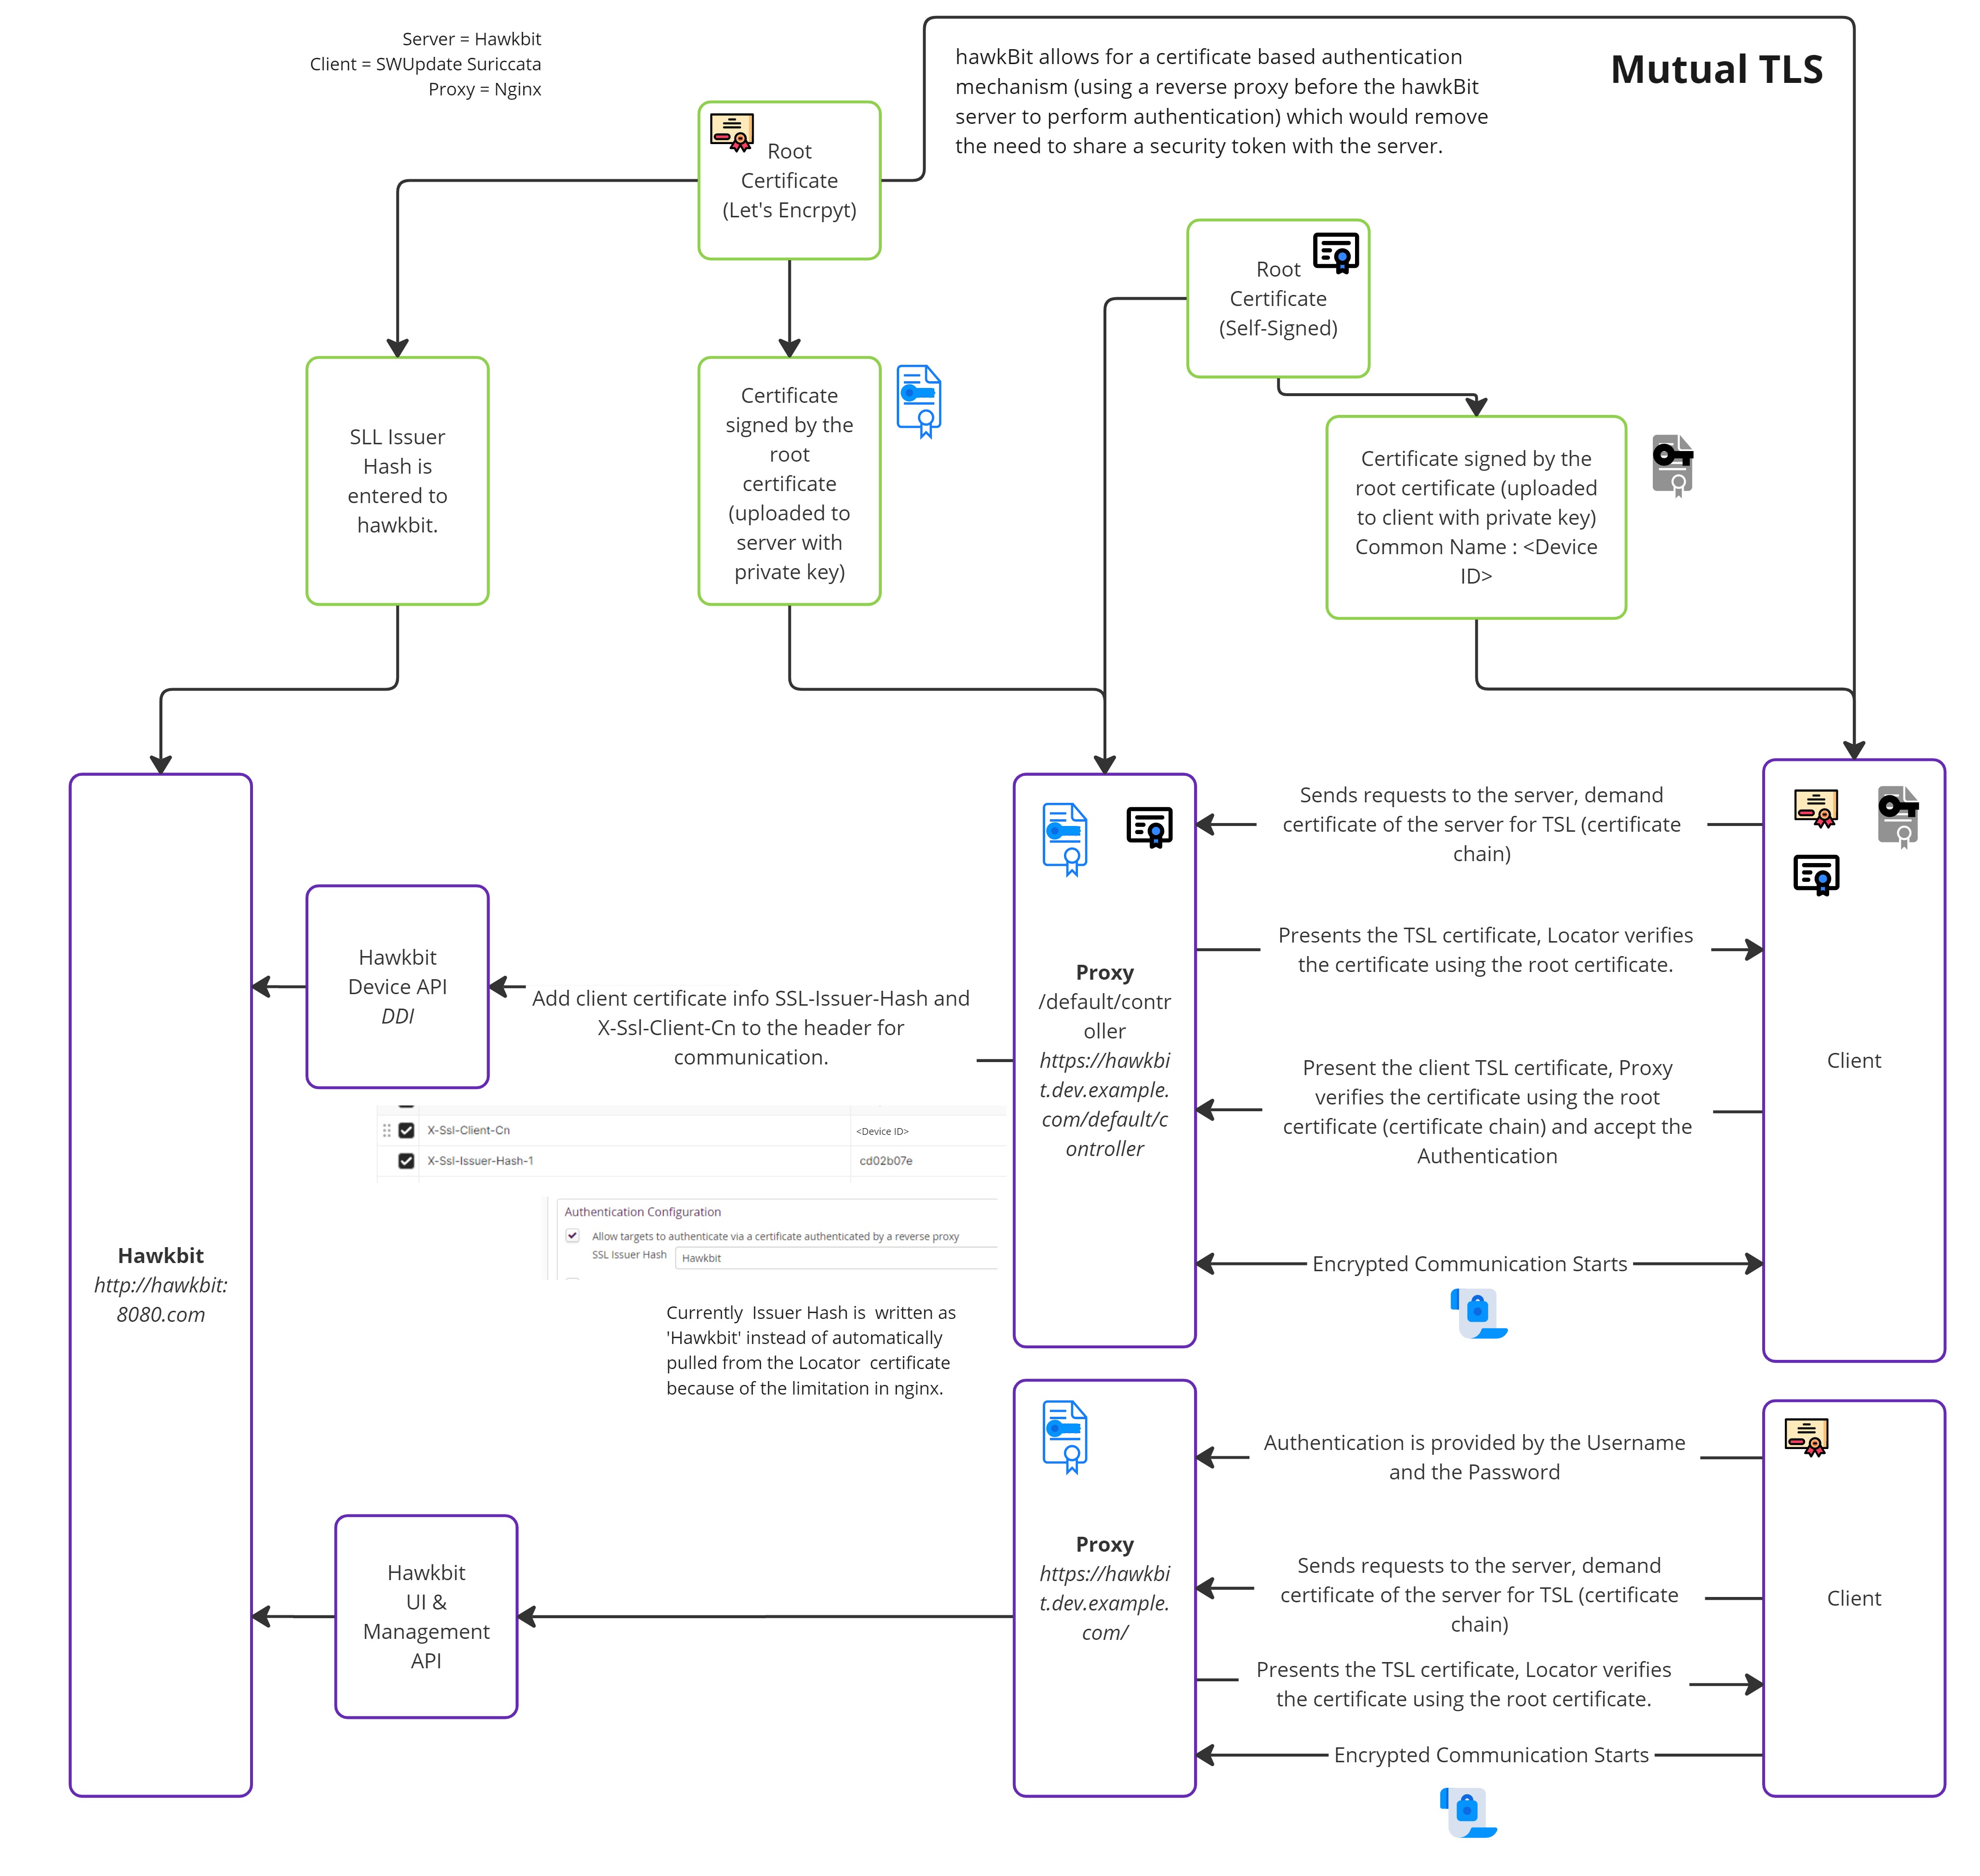 Server = Hawkbit
Client = SWUpdate Suriccata
Proxy = Nginx
hawkBit allows for a certificate based authentication
mechanism (using a reverse proxy before the hawkBit
server to perform authentication) which would remove
the need to share a security token with the server.
Mutual TLS
Root
Certificate
(Let's Encrpyt)
Root
Certificate
(Self-Signed)
SLL Issuer
Hash is
entered to
hawkbit.
Certificate
signed by the
root
certificate
(uploaded to
server with
private key)
Certificate signed by the
root certificate (uploaded
to client with private key)
Common Name : <Device
ID>
Hawkbit
http://hawkbit:
8080.com
Hawkbit
Device API
DDI
Add client certificate info SSL-Issuer-Hash and
X-Ssl-Client-Cn to the header for
communication.
X-Ssl-Client-Cn
<Device ID>
X-Ssl-Issuer-Hash-1
cd02b07e
Authentication Configuration
Allow targets to authenticate via a certificate authenticated by a reverse proxy
SSL Issuer Hash
Hawkbit
Currently Issuer Hash is written as
'Hawkbit' instead of automatically
pulled from the Locator certificate
because of the limitation in nginx.
Proxy
/default/contr
oller
https://hawkbi
t.dev.example.
com/default/c
ontroller
Sends requests to the server, demand
certificate of the server for TSL (certificate
chain)
Presents the TSL certificate, Locator verifies
the certificate using the root certificate.
Present the client TSL certificate, Proxy
verifies the certificate using the root
certificate (certificate chain) and accept the
Authentication
Encrypted Communication Starts
Client
Hawkbit
UI &
Management
API
Proxy
https://hawkbi
t.dev.example.
com/
Authentication is provided by the Username
and the Password
Sends requests to the server, demand
certificate of the server for TSL (certificate
chain)
Presents the TSL certificate, Locator verifies
the certificate using the root certificate.
Encrypted Communication Starts
Client